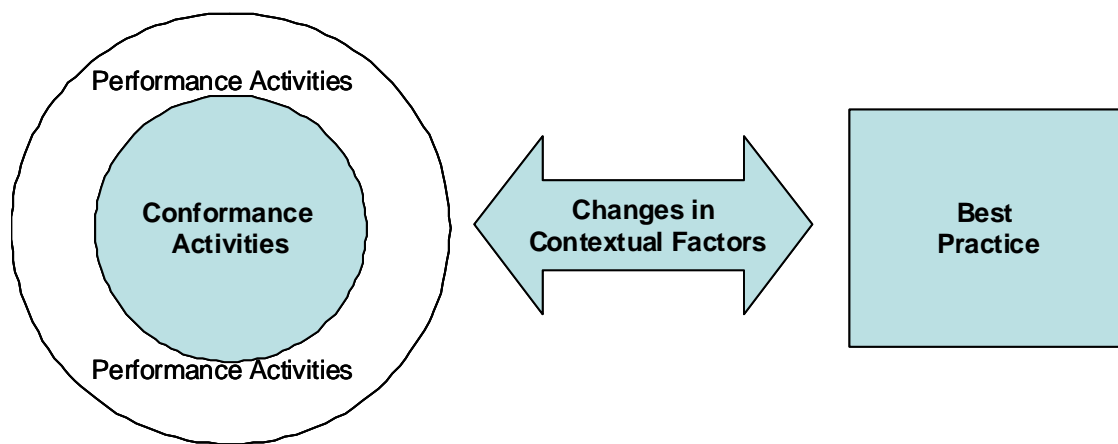 Performance Activities
Conformance
Activities
Performance Activities
Changes in
Contextual Factors
Best
Practice